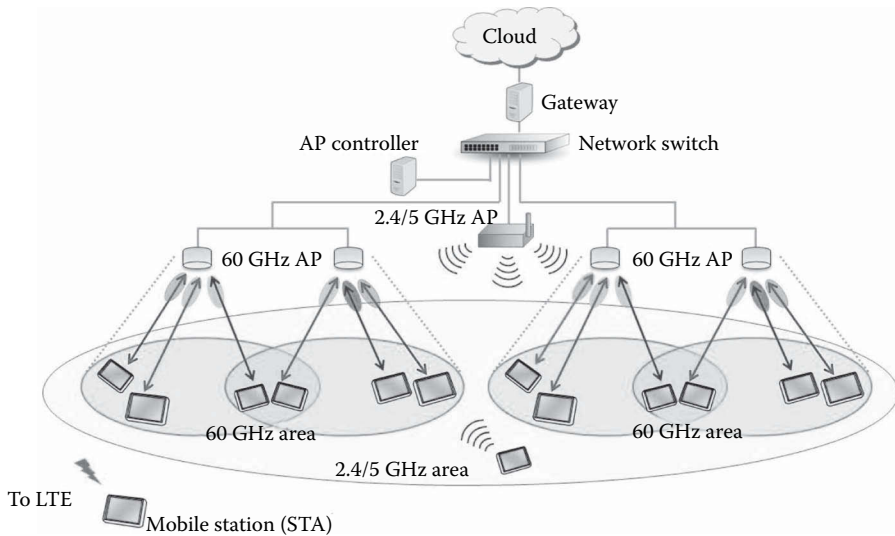 Cloud
Gateway
AP controller
Network switch
2.4/5 GHz AP
60 GHz AP
60 GHz AP
60 GHz area
60 GHz area
2.4/5 GHz area
To LTE
Mobile station (STA)